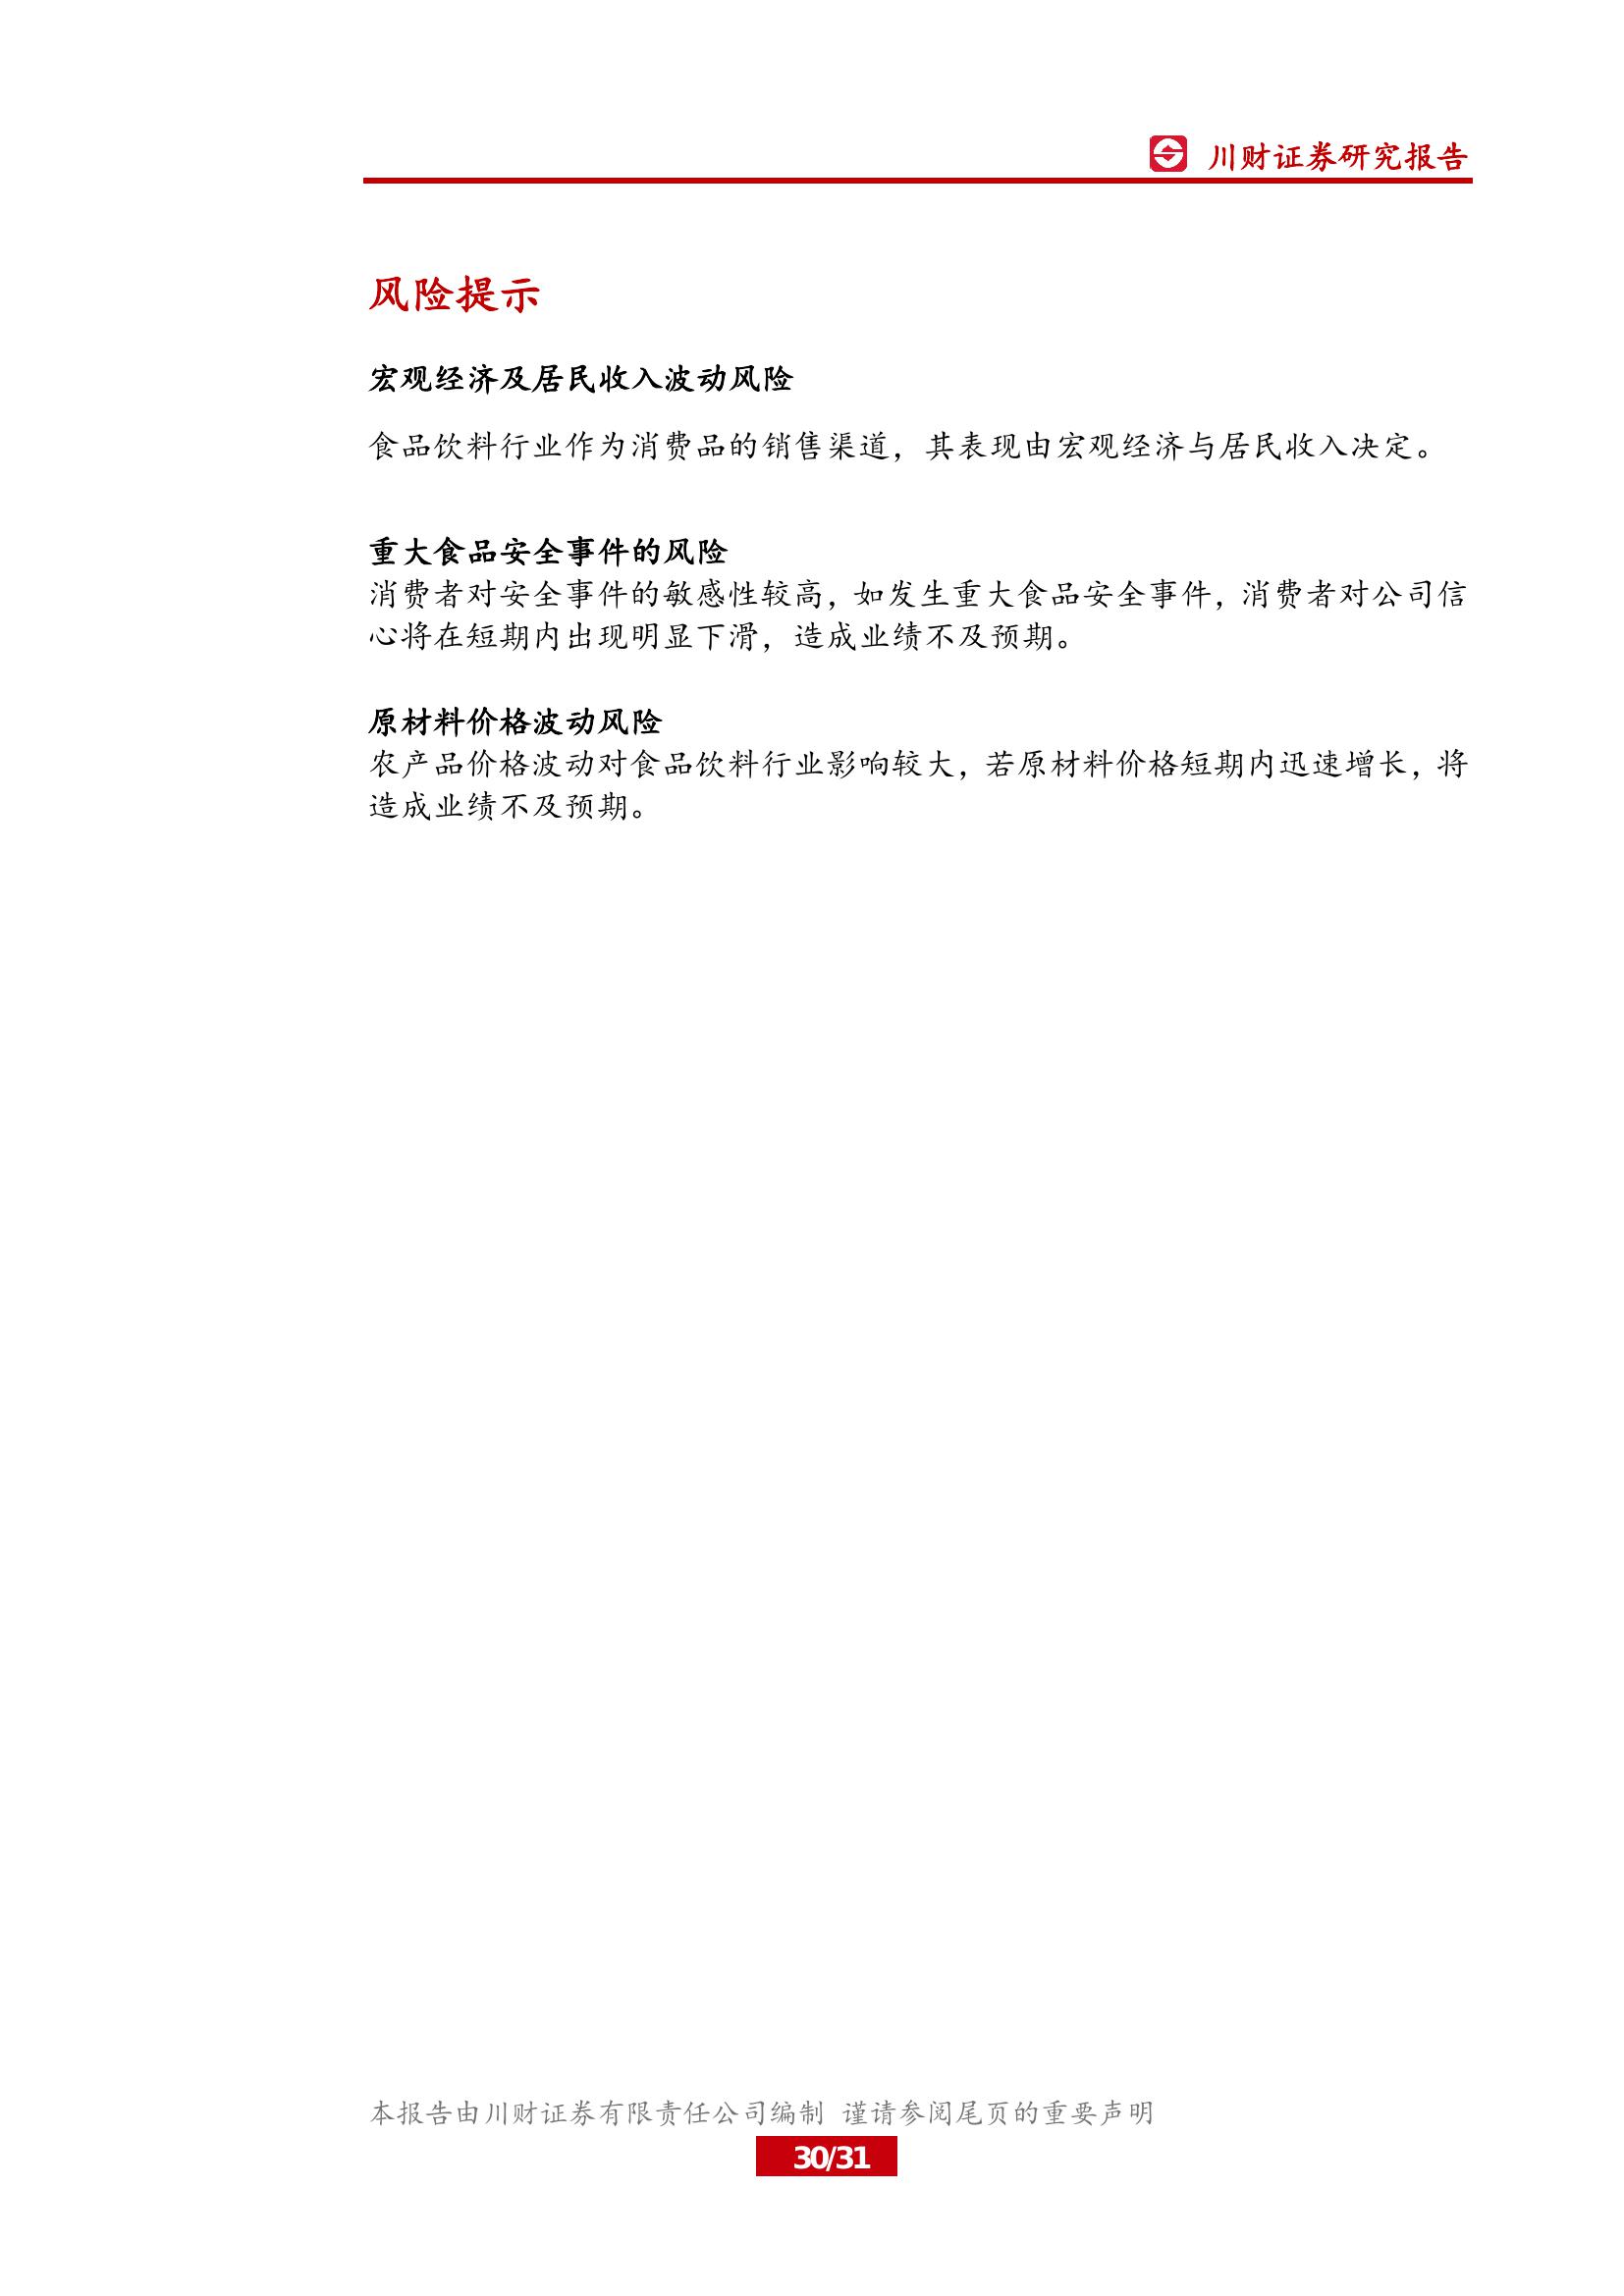 川财证券研究报告
风险提示
宏观经济及居民收入波动风险
食品饮料行业作为消费品的销售渠道，其表现由宏观经济与居民收入决定。
重大食品安全事件的风险
消费者对安全事件的敏感性较高，如发生重大食品安全事件，消费者对公司信
心将在短期内出现明显下滑，造成业绩不及预期。
原材料价格波动风险
农产品价格波动对食品饮料行业影响较大，若原材料价格短期内迅速增长，将
造成业绩不及预期。
本报告由川财证券有限责任公司编制 谨请参阅尾页的重要声明
30/31